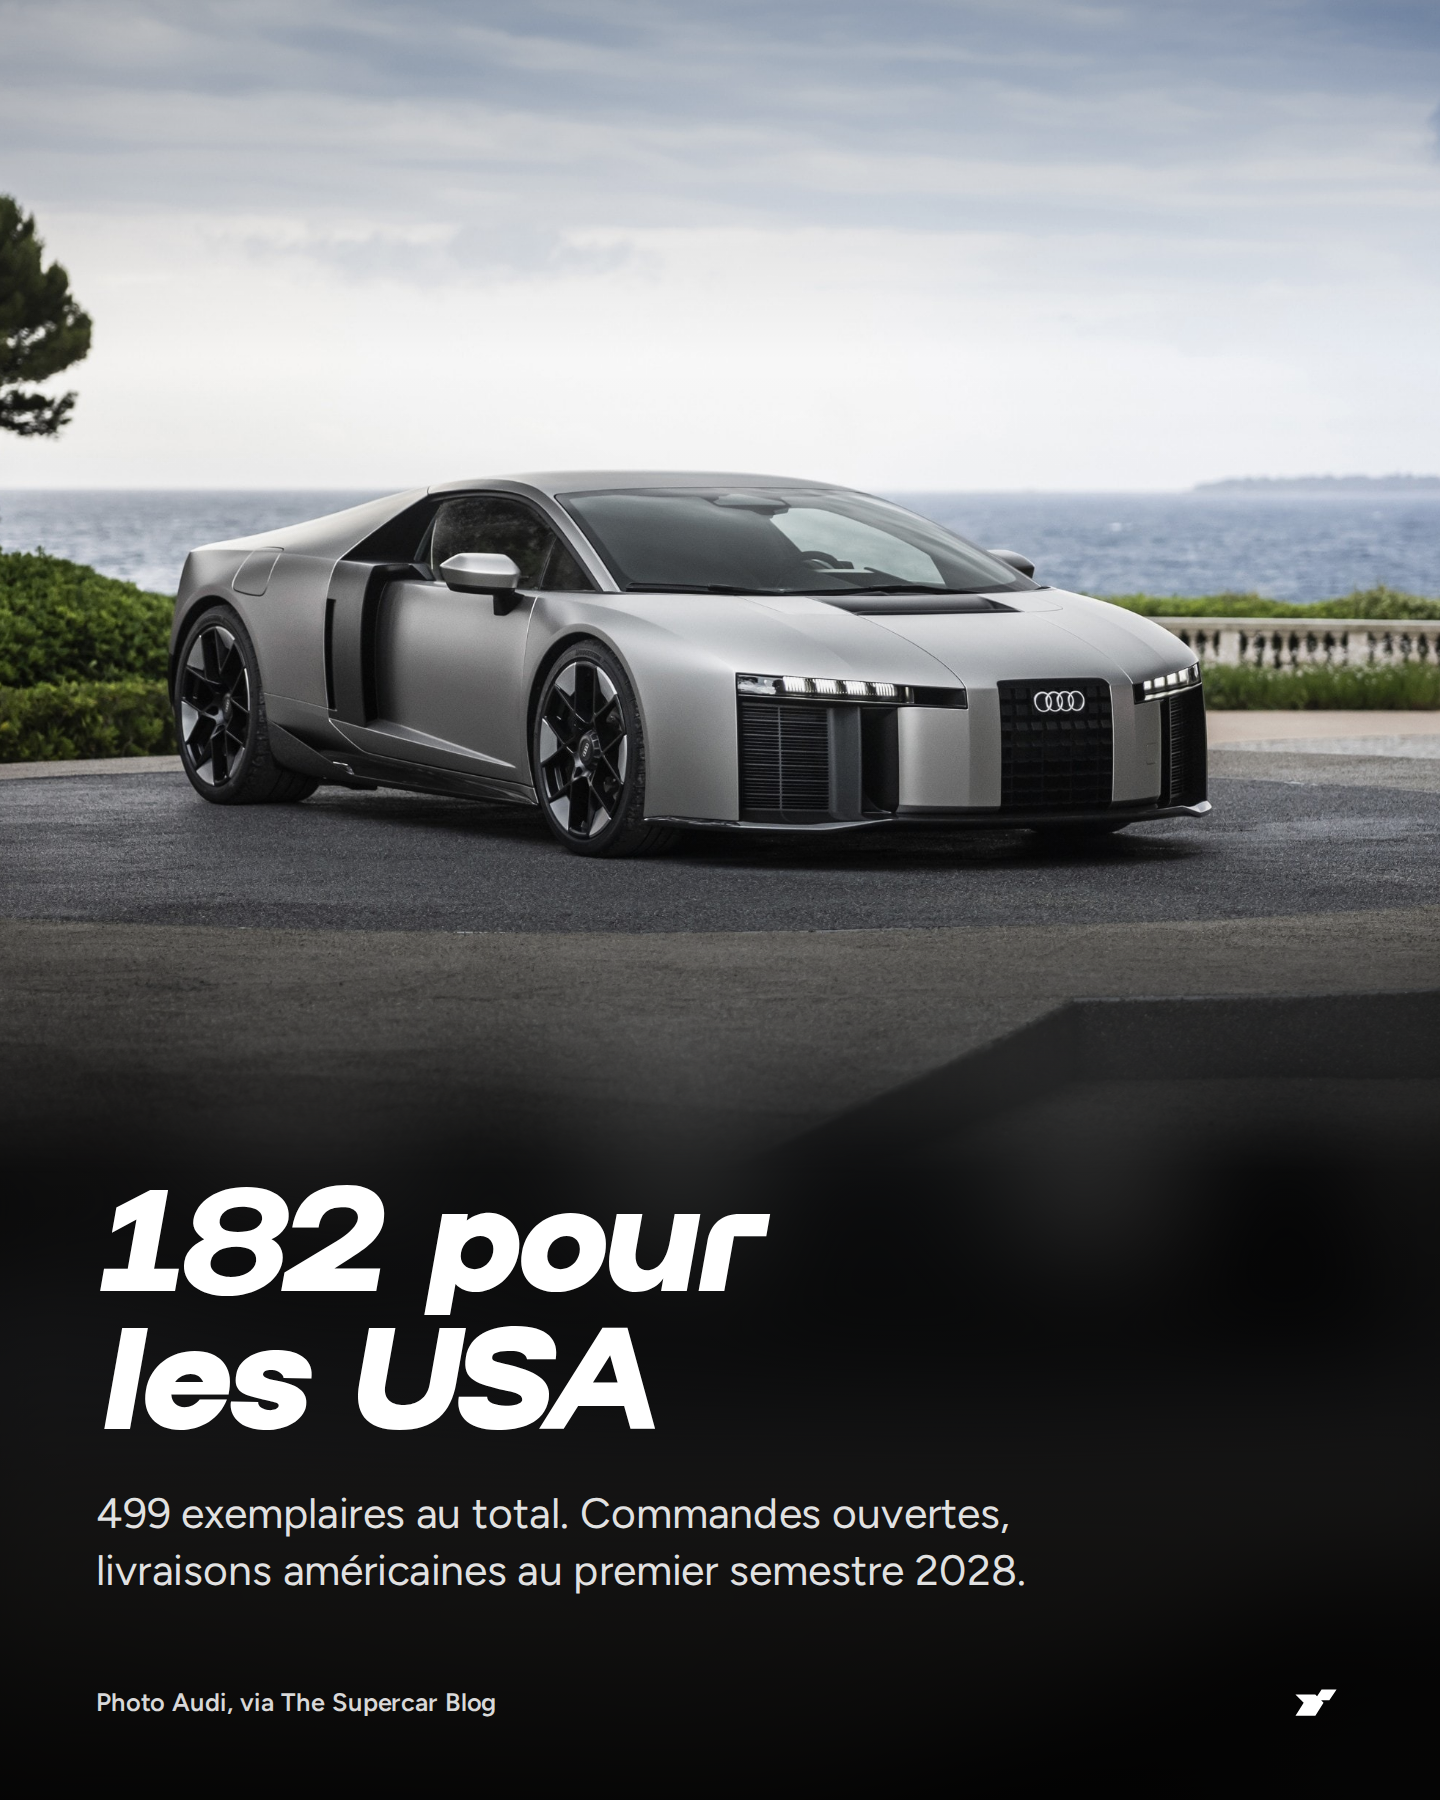 182 pour
les USA
499 exemplaires au total. Commandes ouvertes,
livraisons américaines au premier semestre 2028.
Photo Audi, via The Supercar Blog